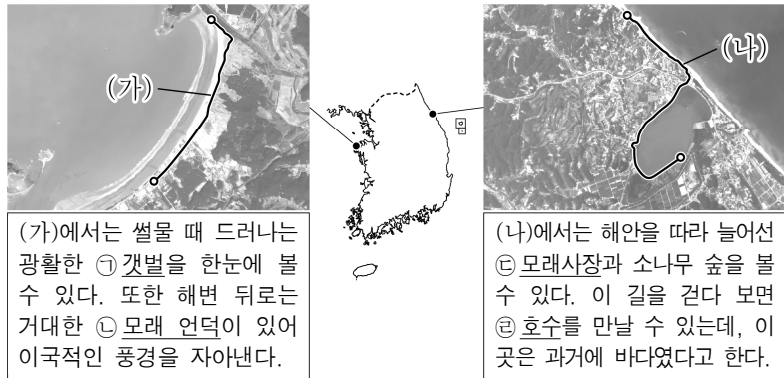 (가)
(나)
(가)에서는 썰물 때 드러나는
광활한 ㉠ 갯벌을 한눈에 볼
수 있다. 또한 해변 뒤로는
거대한 ㉡ 모래 언덕이 있어
이국적인 풍경을 자아낸다.
(나)에서는 해안을 따라 늘어선
㉢ 모래사장과 소나무 숲을 볼
수 있다. 이 길을 걷다 보면
㉣ 호수를 만날 수 있는데, 이
곳은 과거에 바다였다고 한다.